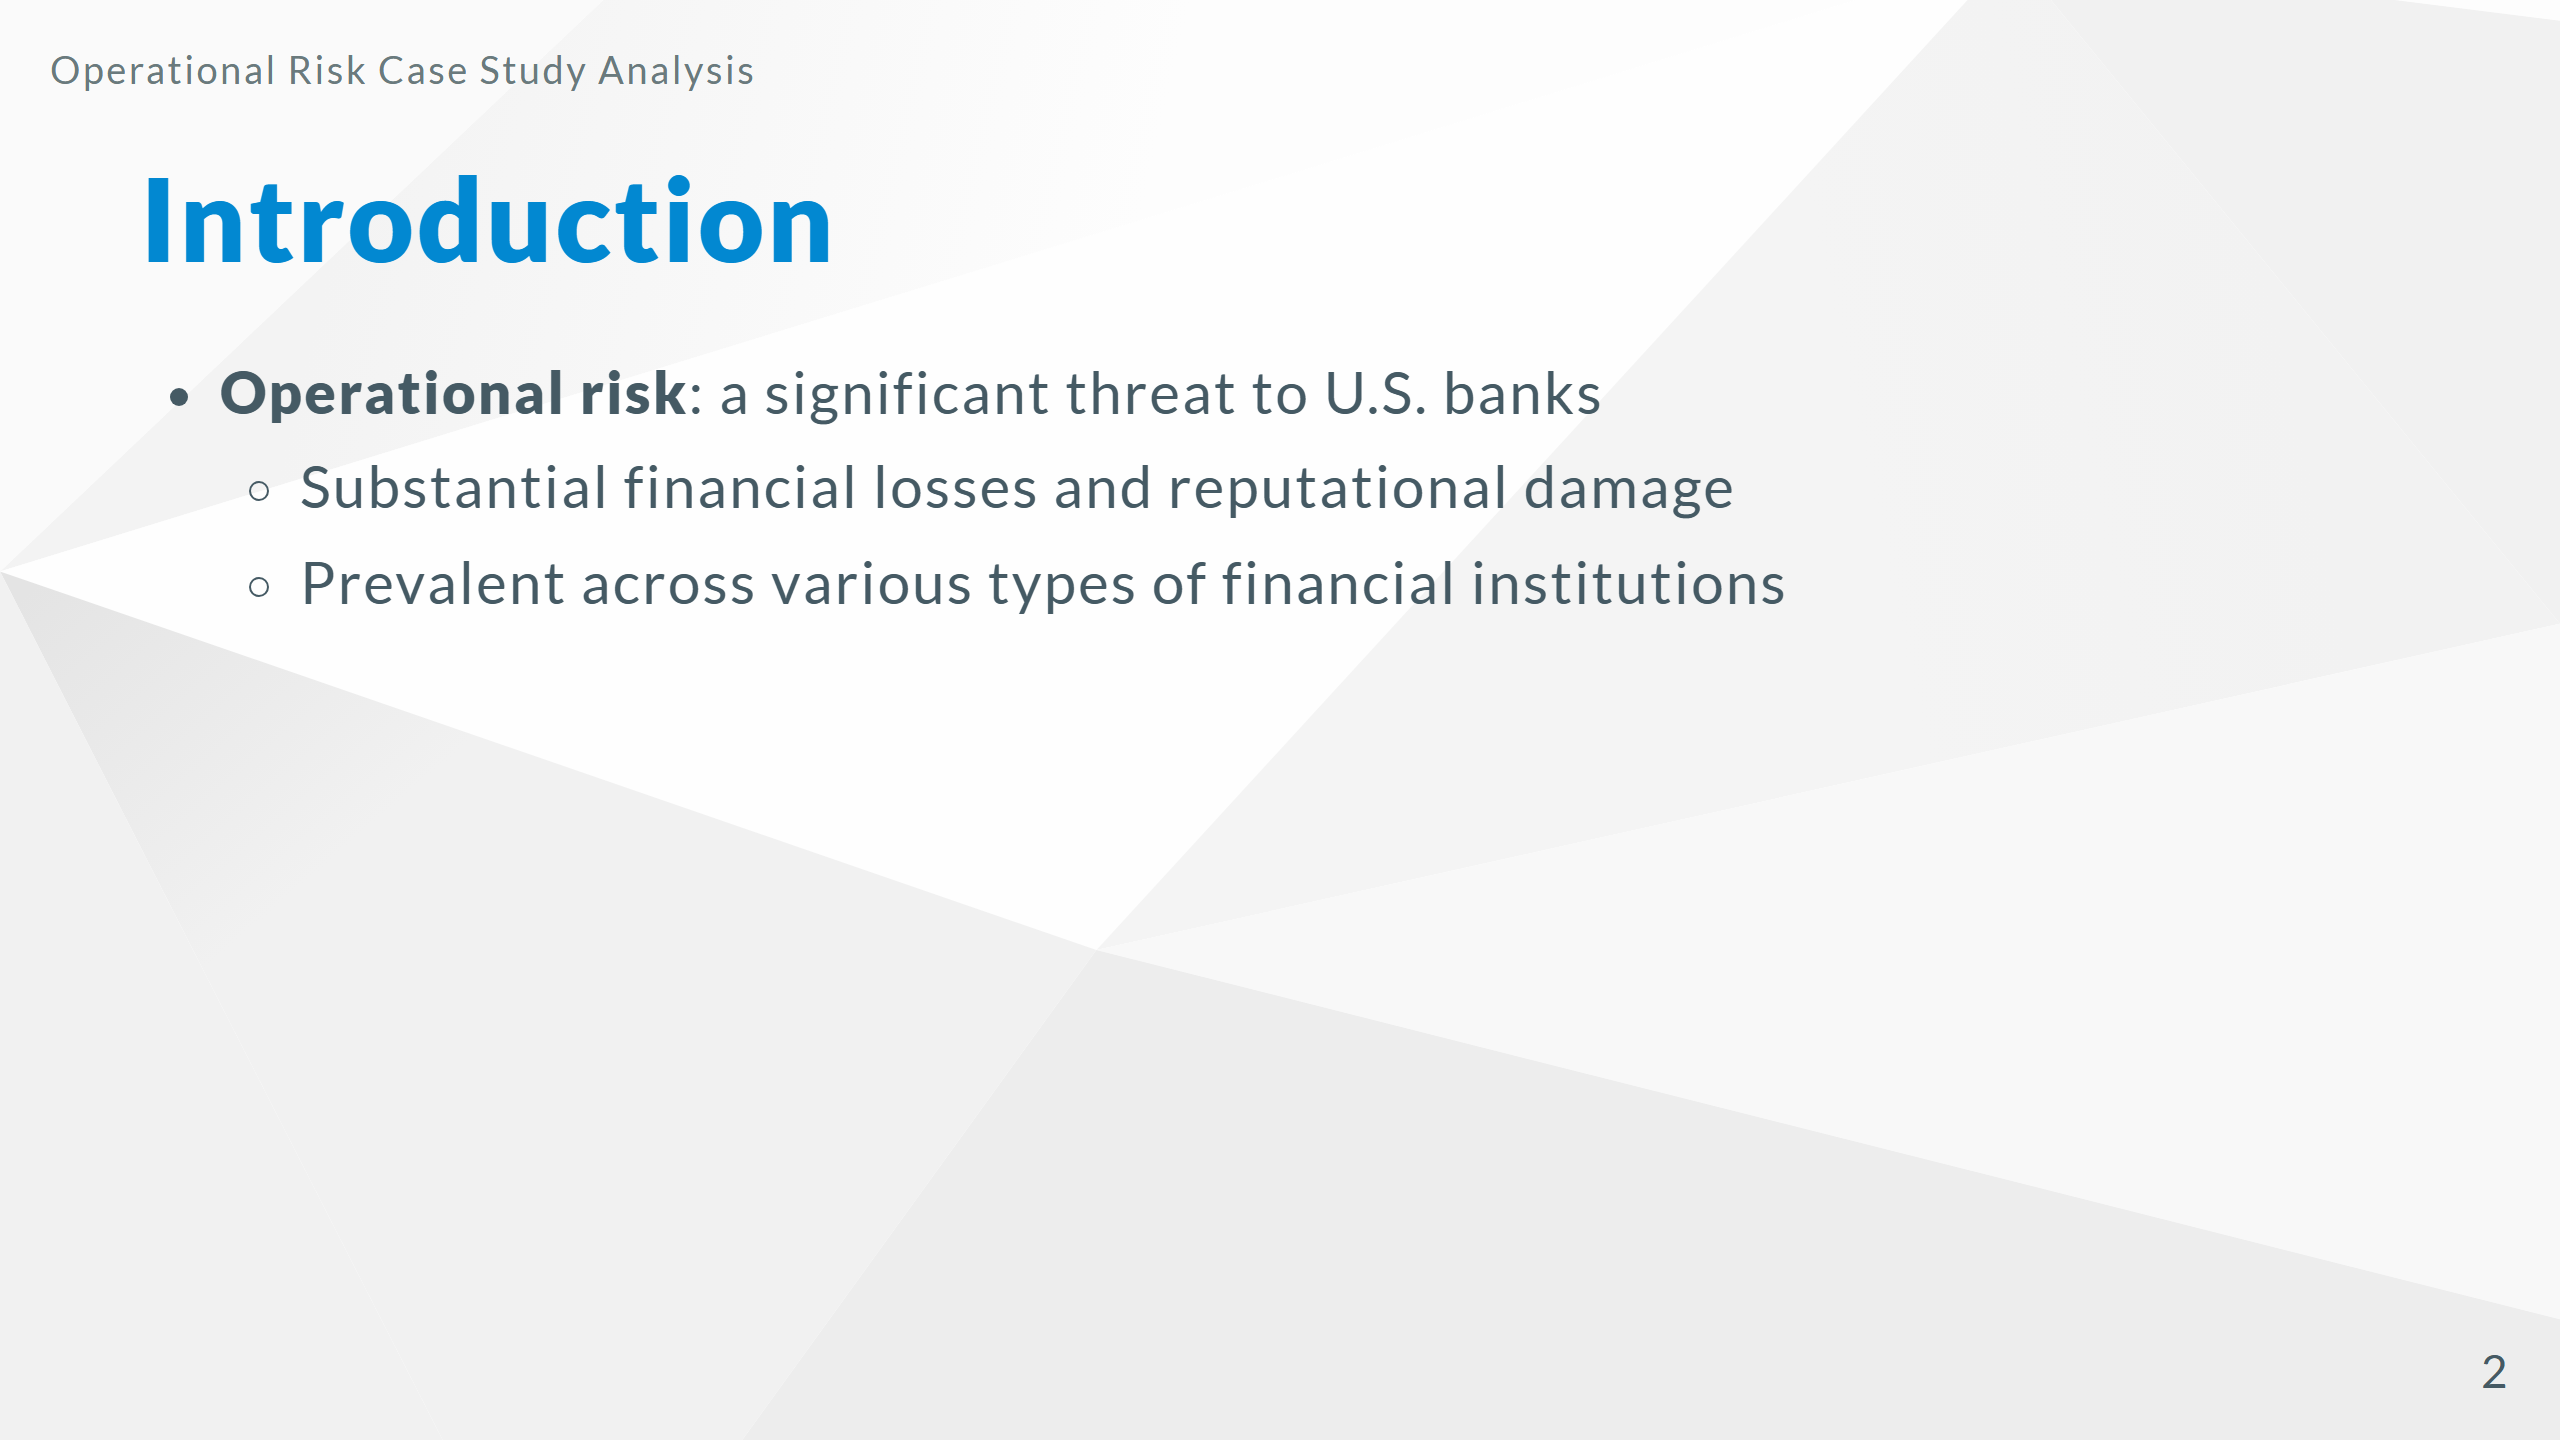 Operational Risk Case Study Analysis
Introduction
• Operational risk: a significant threat to U.S. banks
○ Substantial financial losses and reputational damage
○ Prevalent across various types of financial institutions
2